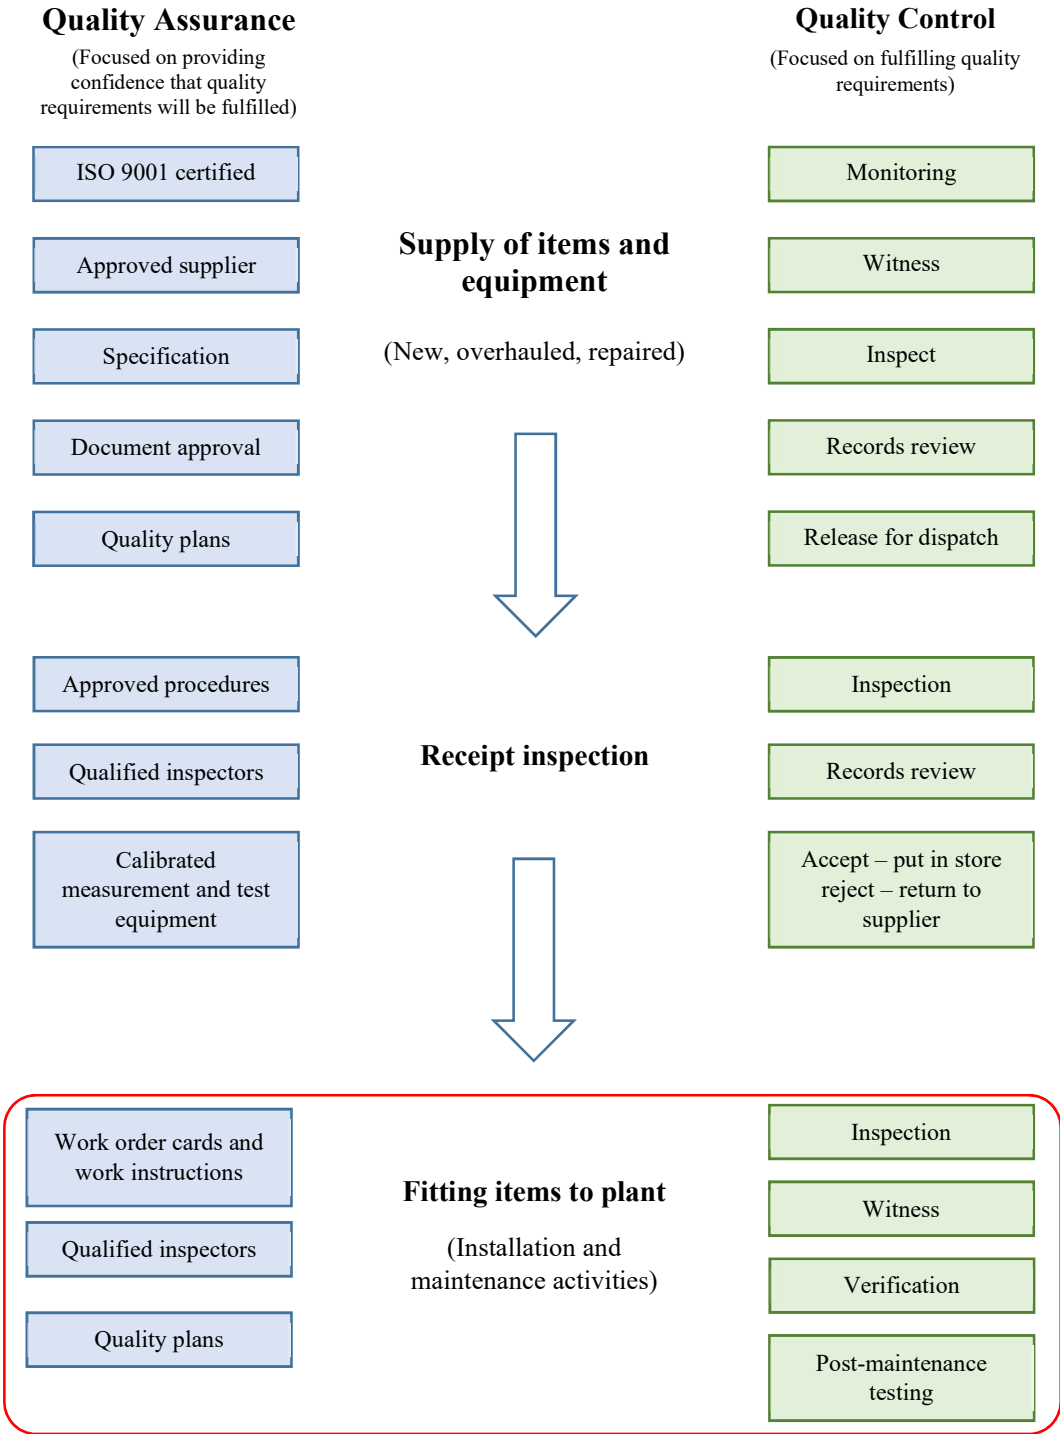 Quality Assurance
(Focused on providing
confidence that quality
requirements will be fulfilled)
Quality Control
(Focused on fulfilling quality
requirements)
ISO 9001 certified
Approved supplier
Specification
Document approval
Quality plans
Supply of items and
equipment
(New, overhauled, repaired)
Monitoring
Witness
Inspect
Records review
Release for dispatch
Approved procedures
Qualified inspectors
Calibrated
measurement and test
equipment
Receipt inspection
Inspection
Records review
Accept – put in store
reject – return to
supplier
Work order cards and
work instructions
Qualified inspectors
Quality plans
Fitting items to plant
(Installation and
maintenance activities)
Inspection
Witness
Verification
Post-maintenance
testing